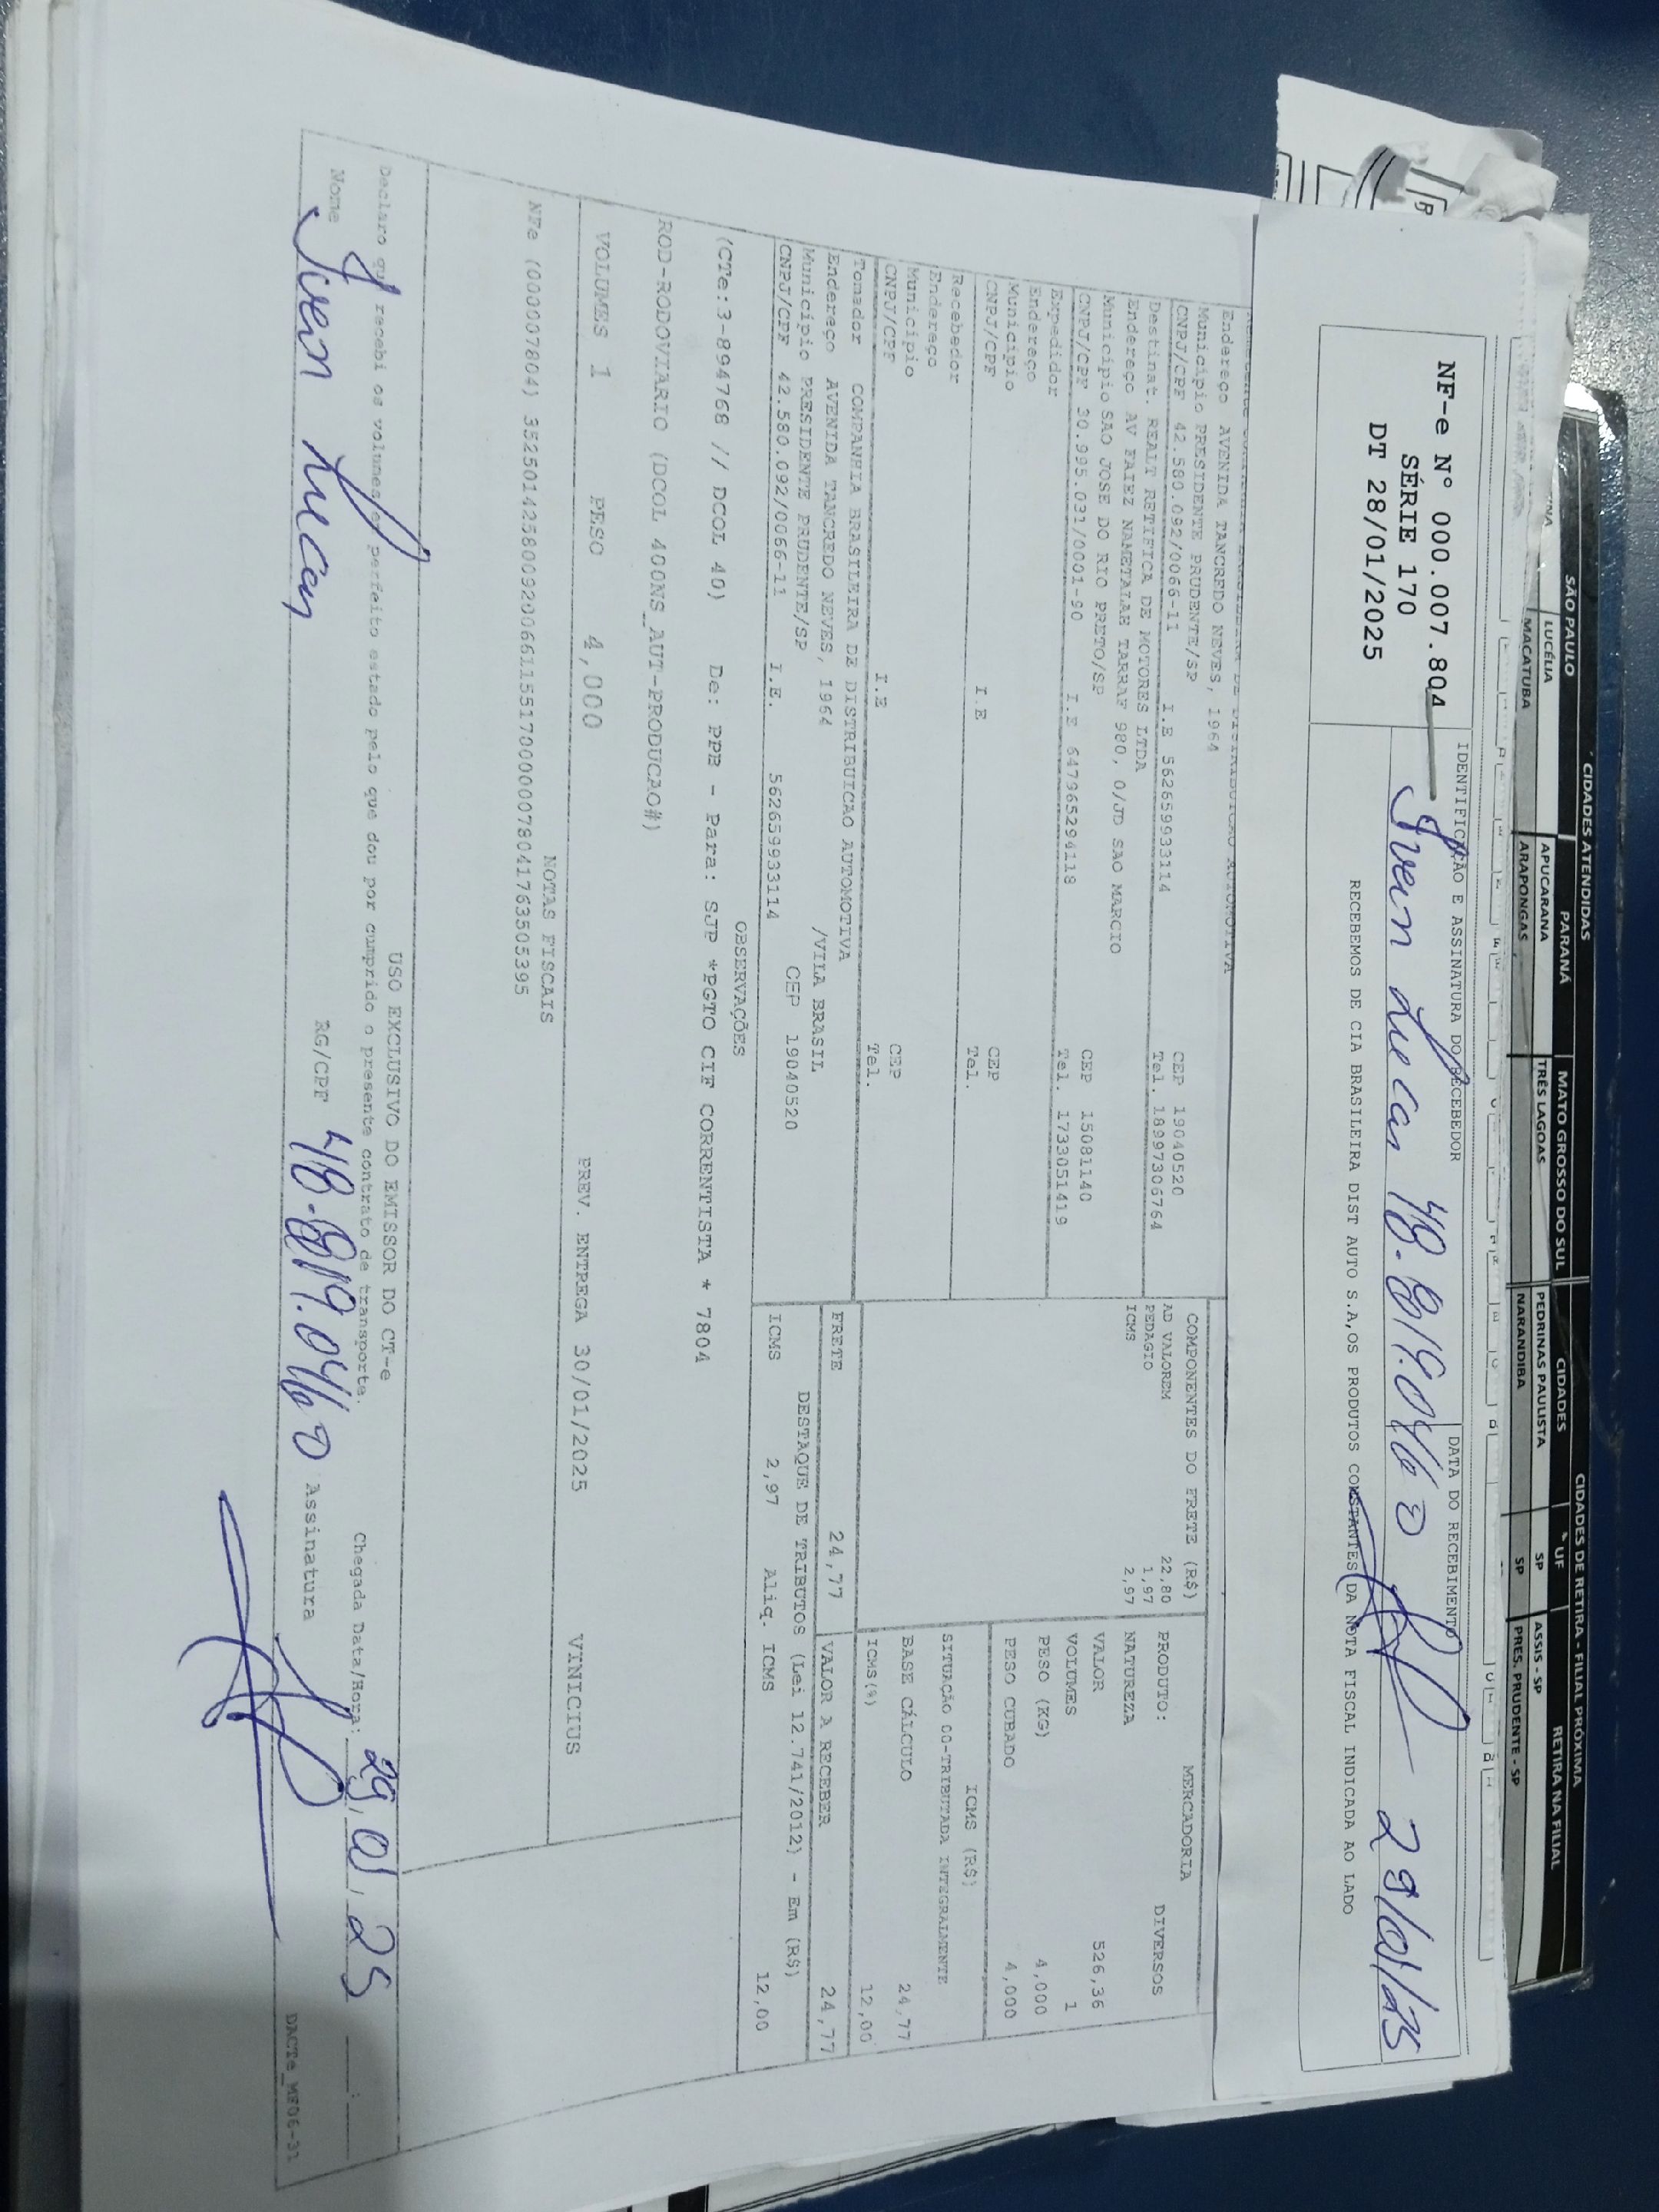 CIDADES ATENDIDAS
CIDADES DE RETIRA - FILIAL PRÓXIMA
SÃO PAULO PARANÁ MATO GROSSO DO SUL CIDADES UF RETIRA NA FILIAL
LUCÉLIA APUCARANA TRÊS LAGOAS PEDRINAS PAULISTA SP ASSIS - SP
MACATUBA ARAPONGAS NARANDIBA SP PRES. PRUDENTE - SP
NF-e N° 000.007.804
SÉRIE 170
DT 28/01/2025
IDENTIFICAÇÃO E ASSINATURA DO RECEBEDOR
DATA DO RECEBIMENTO
29/01/25
RECEBEMOS DE CIA BRASILEIRA DIST AUTO S.A,OS PRODUTOS CONSTANTES DA NOTA FISCAL INDICADA AO LADO
Endereço AVENIDA TANCREDO NEVES, 1964
Município PRESIDENTE PRUDENTE/SP CEP 19040520
CNPJ/CPF 42.580.092/0066-11 I.E 562659933114 Tel. 18997306764
Destinat. REALT RETIFICA DE MOTORES LTDA
Endereço AV FAIEZ NAMETALAE TARRAF 980, 0/JD SAO MARCIO
Município SAO JOSE DO RIO PRETO/SP CEP 15081140
CNPJ/CPF 30.995.031/0001-90 I.E 647965294118 Tel. 1733051419
Expedidor
Endereço
Município CEP
CNPJ/CPF I.E Tel.
Recebedor
Endereço
Município CEP
CNPJ/CPF I.E Tel.
Tomador COMPANHIA BRASILEIRA DE DISTRIBUICAO AUTOMOTIVA
Endereço AVENIDA TANCREDO NEVES, 1964 /VILA BRASIL
Município PRESIDENTE PRUDENTE/SP CEP 19040520
CNPJ/CPF 42.580.092/0066-11 I.E. 562659933114
COMPONENTES DO FRETE (R$)
AD VALOREM 22,80
PEDAGIO 1,97
ICMS 2,97
FRETE 24,77
MERCADORIA
PRODUTO: DIVERSOS
NATUREZA
VALOR 526,36
VOLUMES 1
PESO (KG) 4,000
PESO CUBADO 4,000
ICMS (R$)
SITUAÇÃO 00-TRIBUTADA INTEGRALMENTE
BASE CÁLCULO 24,77
ICMS(%) 12,00
VALOR A RECEBER 24,77
DESTAQUE DE TRIBUTOS (Lei 12.741/2012) - Em (R$)
ICMS 2,97 Aliq. ICMS 12,00
OBSERVAÇÕES
(CTe:3-894768 // DCOL 40) De: PPE - Para: SJP *PGTO CIF CORRENTISTA * 7804
ROD-RODOVIARIO (DCOL 400NS_AUT-PRODUCAO#)
VOLUMES 1 PESO 4,000 PREV. ENTREGA 30/01/2025 VINICIUS
NOTAS FISCAIS
NFe (000007804) 35250142580092006611551700000078041763505395
USO EXCLUSIVO DO EMISSOR DO CT-e
Declaro que recebi os volumes em perfeito estado pelo que dou por cumprido o presente contrato de transporte. Chegada Data/Hora: 29, 01, 25
Nome RG/CPF Assinatura
DACTe_MF06-31